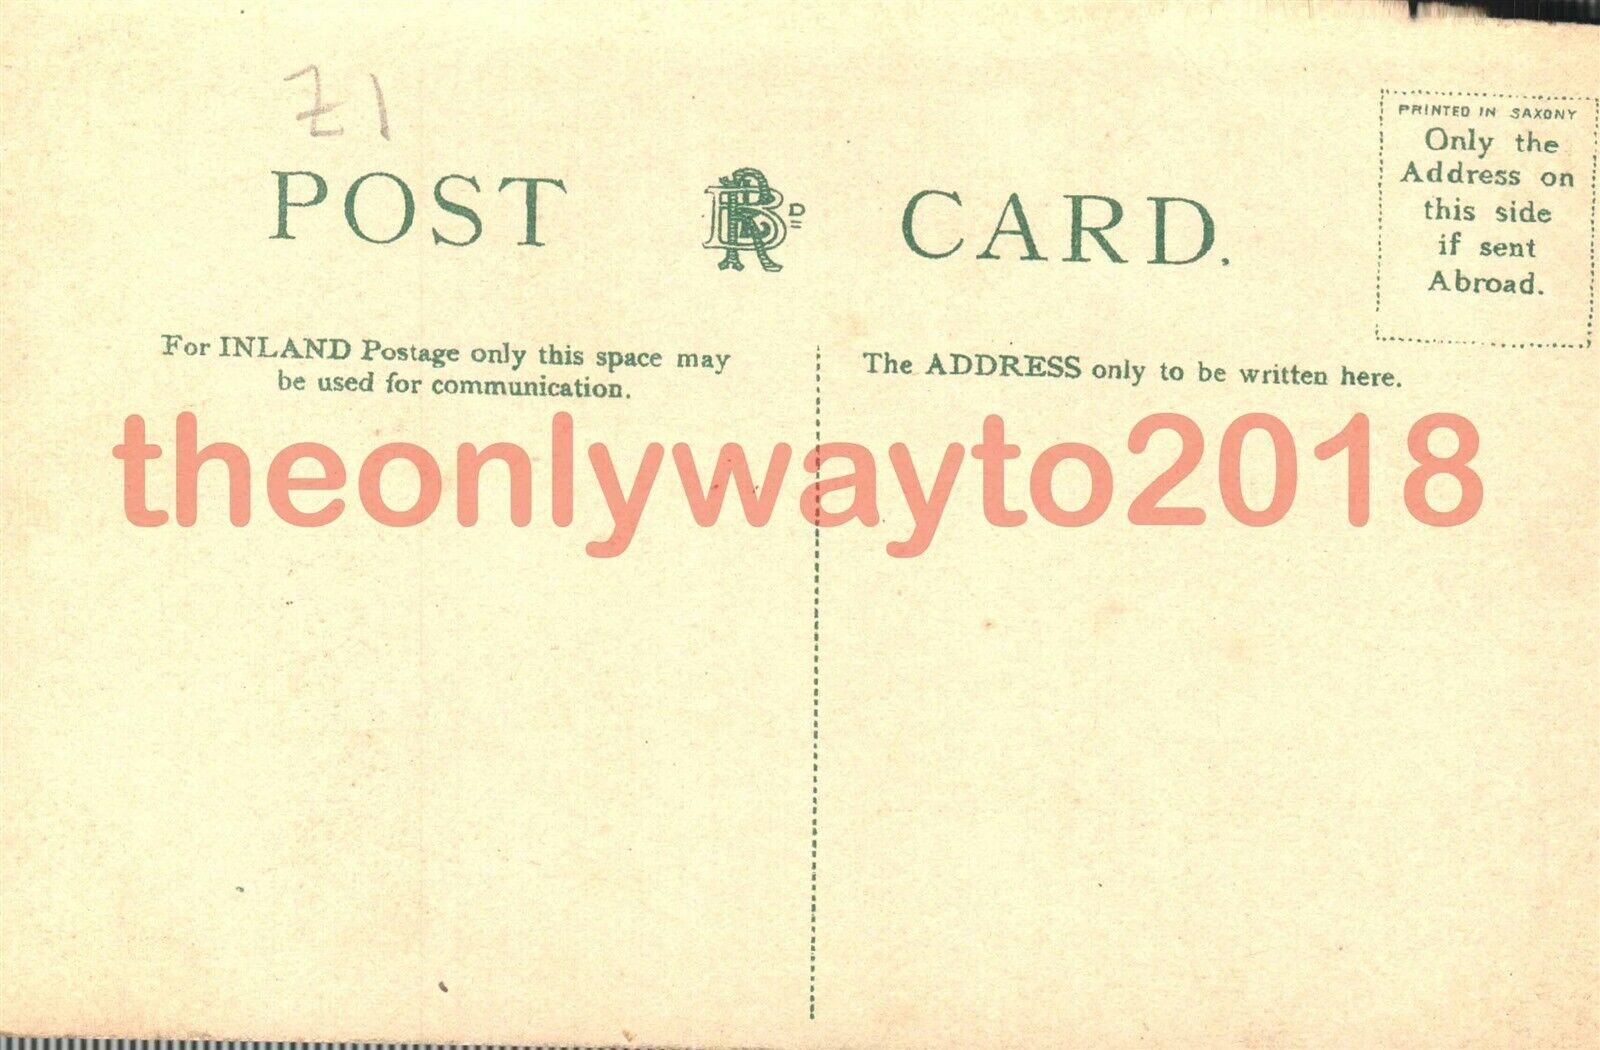 Z1
POST CARD.
PRINTED IN SAXONY
Only the
Address on
this side
if sent
Abroad.
For INLAND Postage only this space may
be used for communication.
The ADDRESS only to be written here.
theonlywayto2018